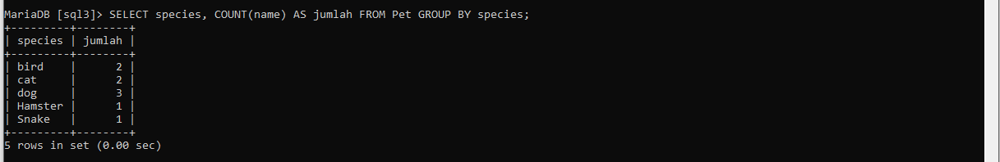 MariaDB [sql3]> SELECT species, COUNT(name) AS jumlah FROM Pet GROUP BY species;
+---------+--------+
| species | jumlah |
+---------+--------+
| bird    |      2 |
| cat     |      2 |
| dog     |      3 |
| Hamster |      1 |
| Snake   |      1 |
+---------+--------+
5 rows in set (0.00 sec)